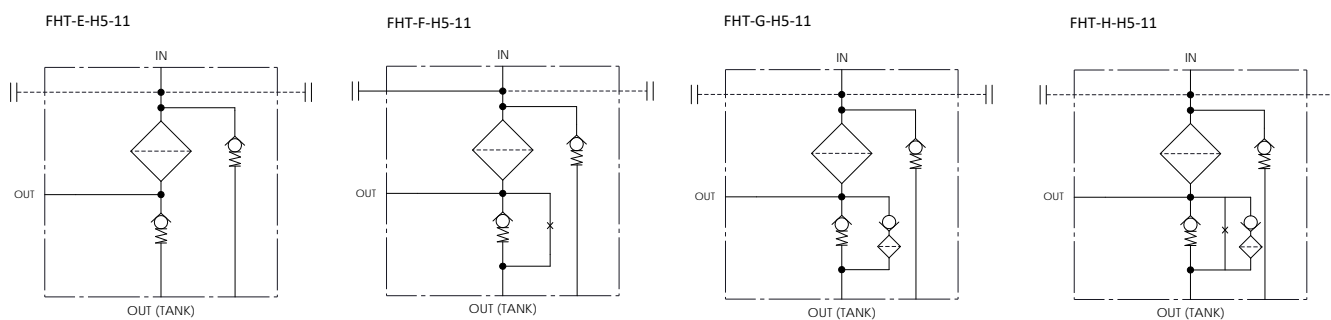 FHT-E-H5-11
FHT-F-H5-11
FHT-G-H5-11
FHT-H-H5-11
IN
IN
IN
IN
OUT
OUT
OUT
OUT
OUT (TANK)
OUT (TANK)
OUT (TANK)
OUT (TANK)